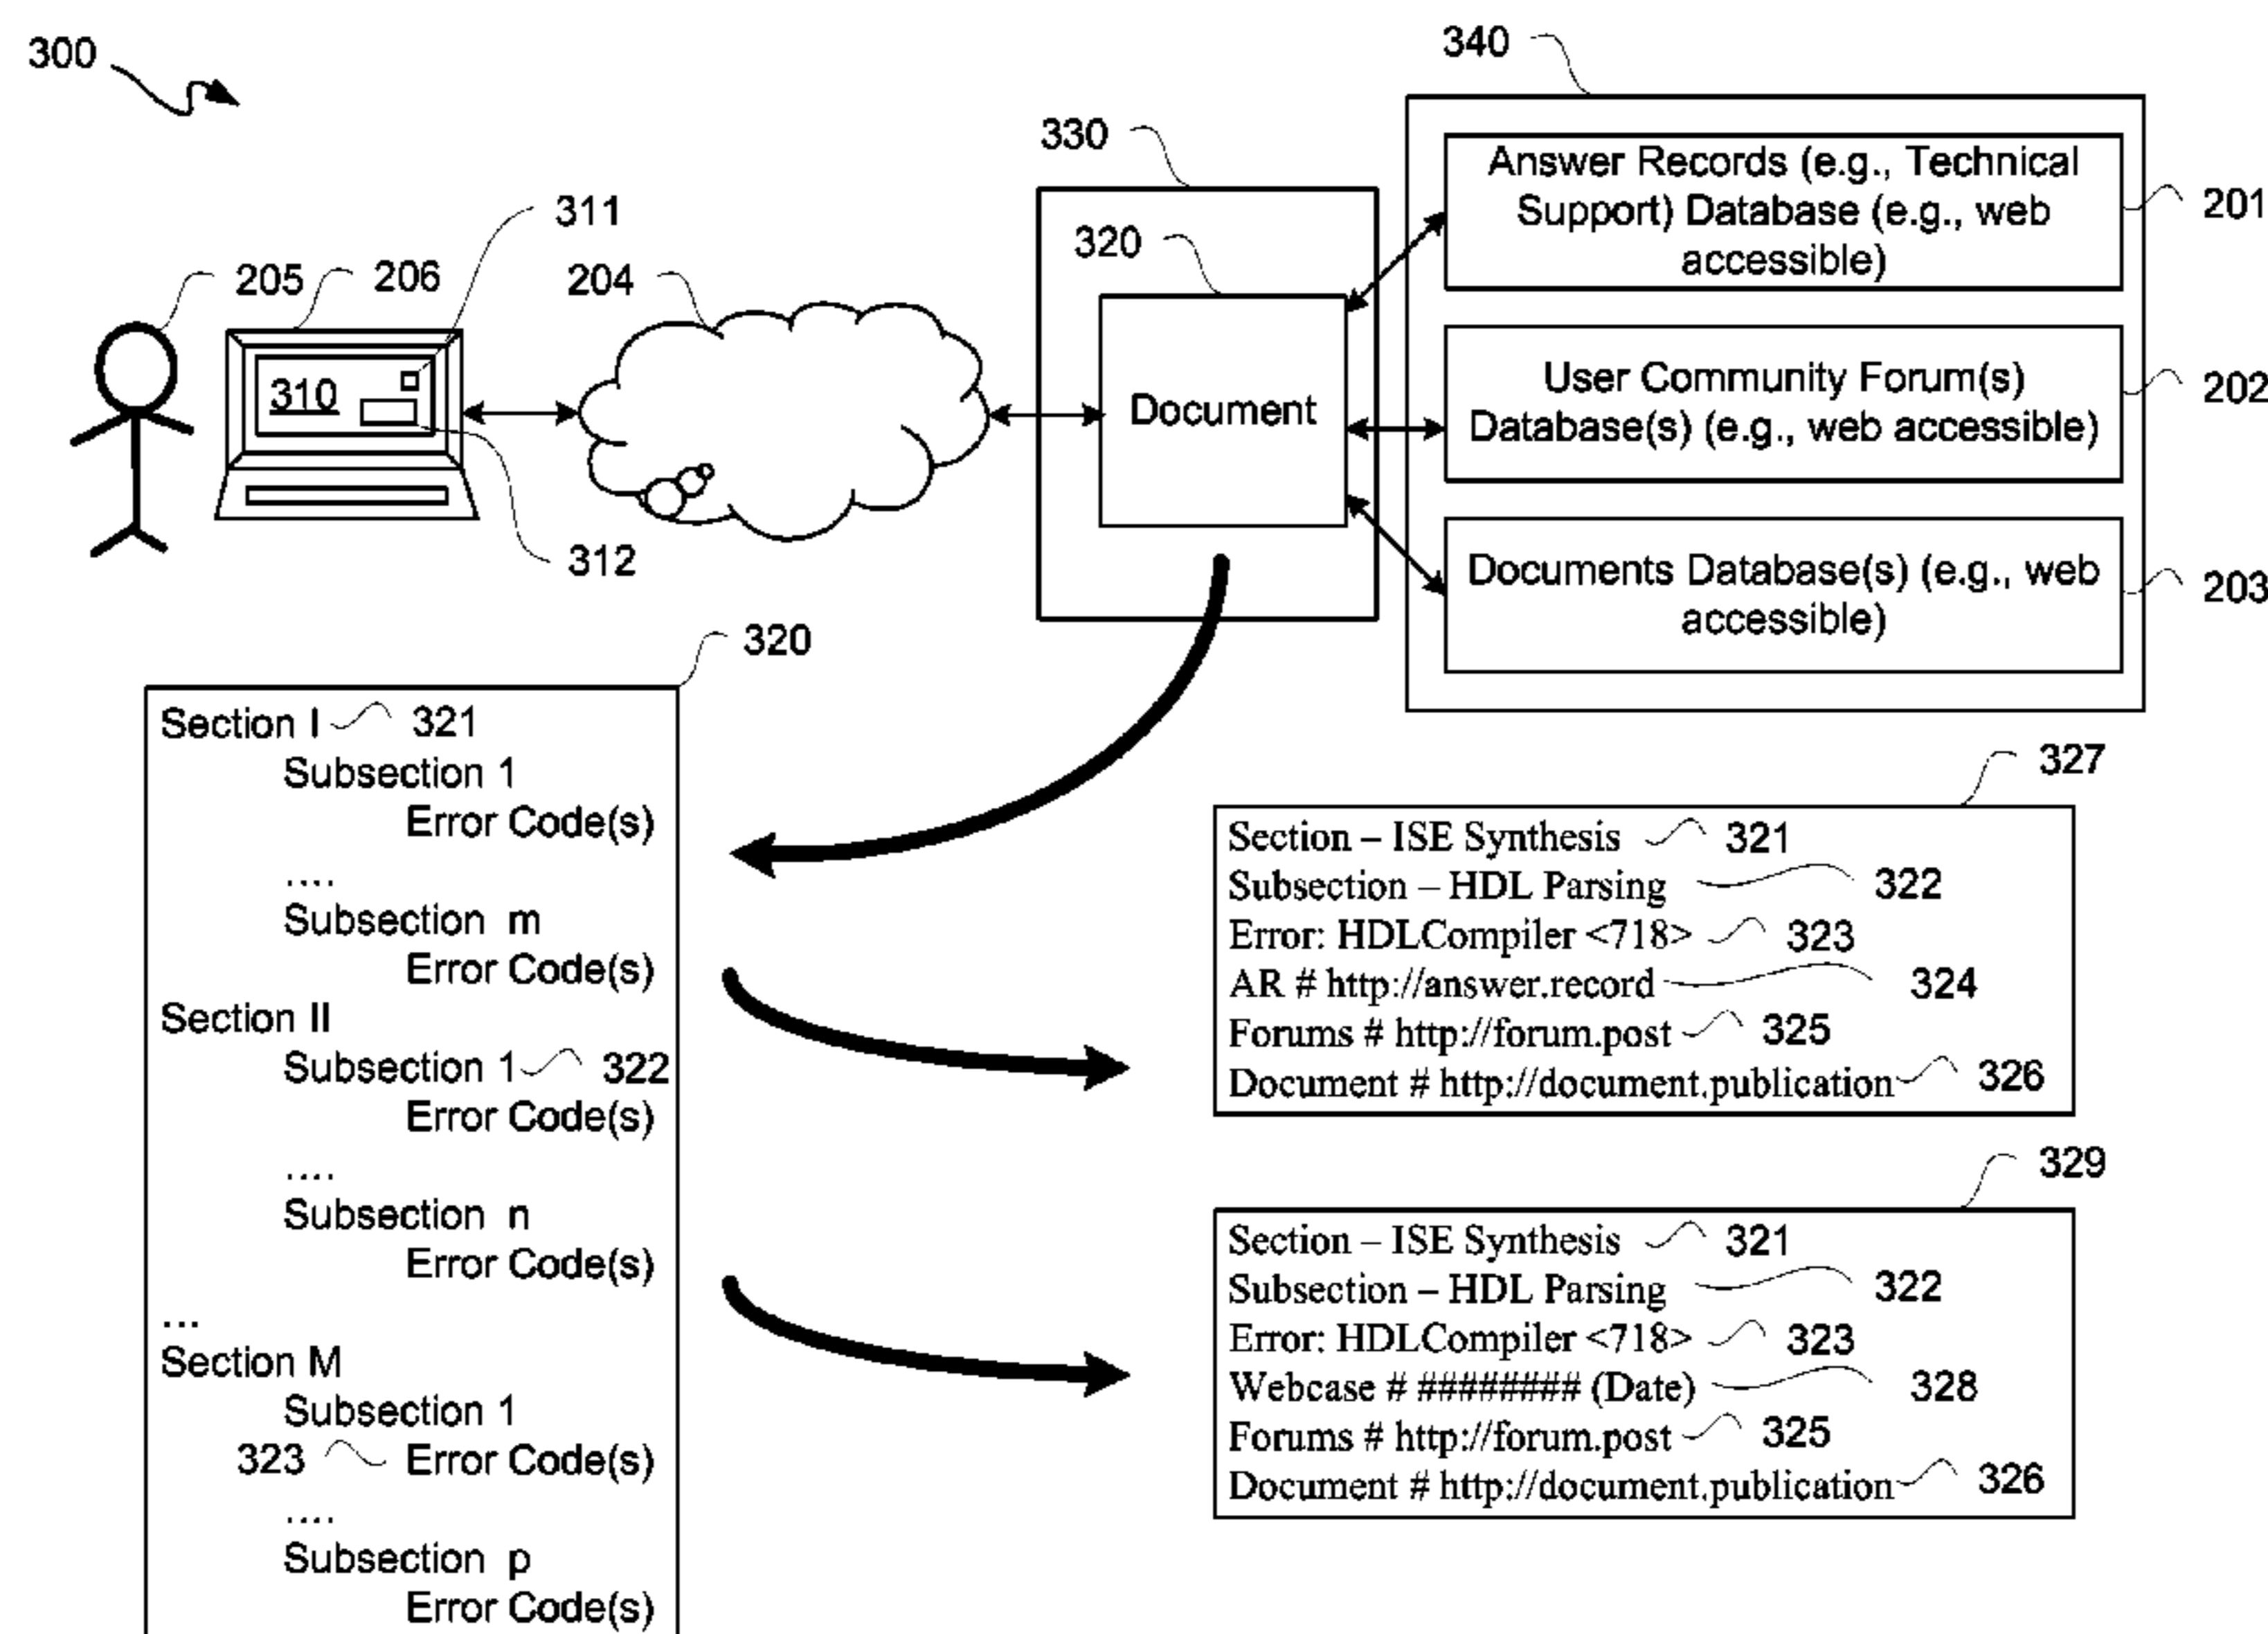 300
340
330
Answer Records (e.g., Technical
Support) Database (e.g., web
accessible)
201
311
320
205
206
204
310
User Community Forum(s)
Database(s) (e.g., web accessible)
202
Document
312
Documents Database(s) (e.g., web
accessible)
203
320
Section I 321
Subsection 1
Error Code(s)
....
Subsection m
Error Code(s)
Section II
Subsection 1 322
Error Code(s)
....
Subsection n
Error Code(s)
...
Section M
Subsection 1
323 Error Code(s)
....
Subsection p
Error Code(s)
327
Section – ISE Synthesis 321
Subsection – HDL Parsing 322
Error: HDLCompiler <718> 323
AR # http://answer.record 324
Forums # http://forum.post 325
Document # http://document.publication 326
329
Section – ISE Synthesis 321
Subsection – HDL Parsing 322
Error: HDLCompiler <718> 323
Webcase # ######## (Date) 328
Forums # http://forum.post 325
Document # http://document.publication 326